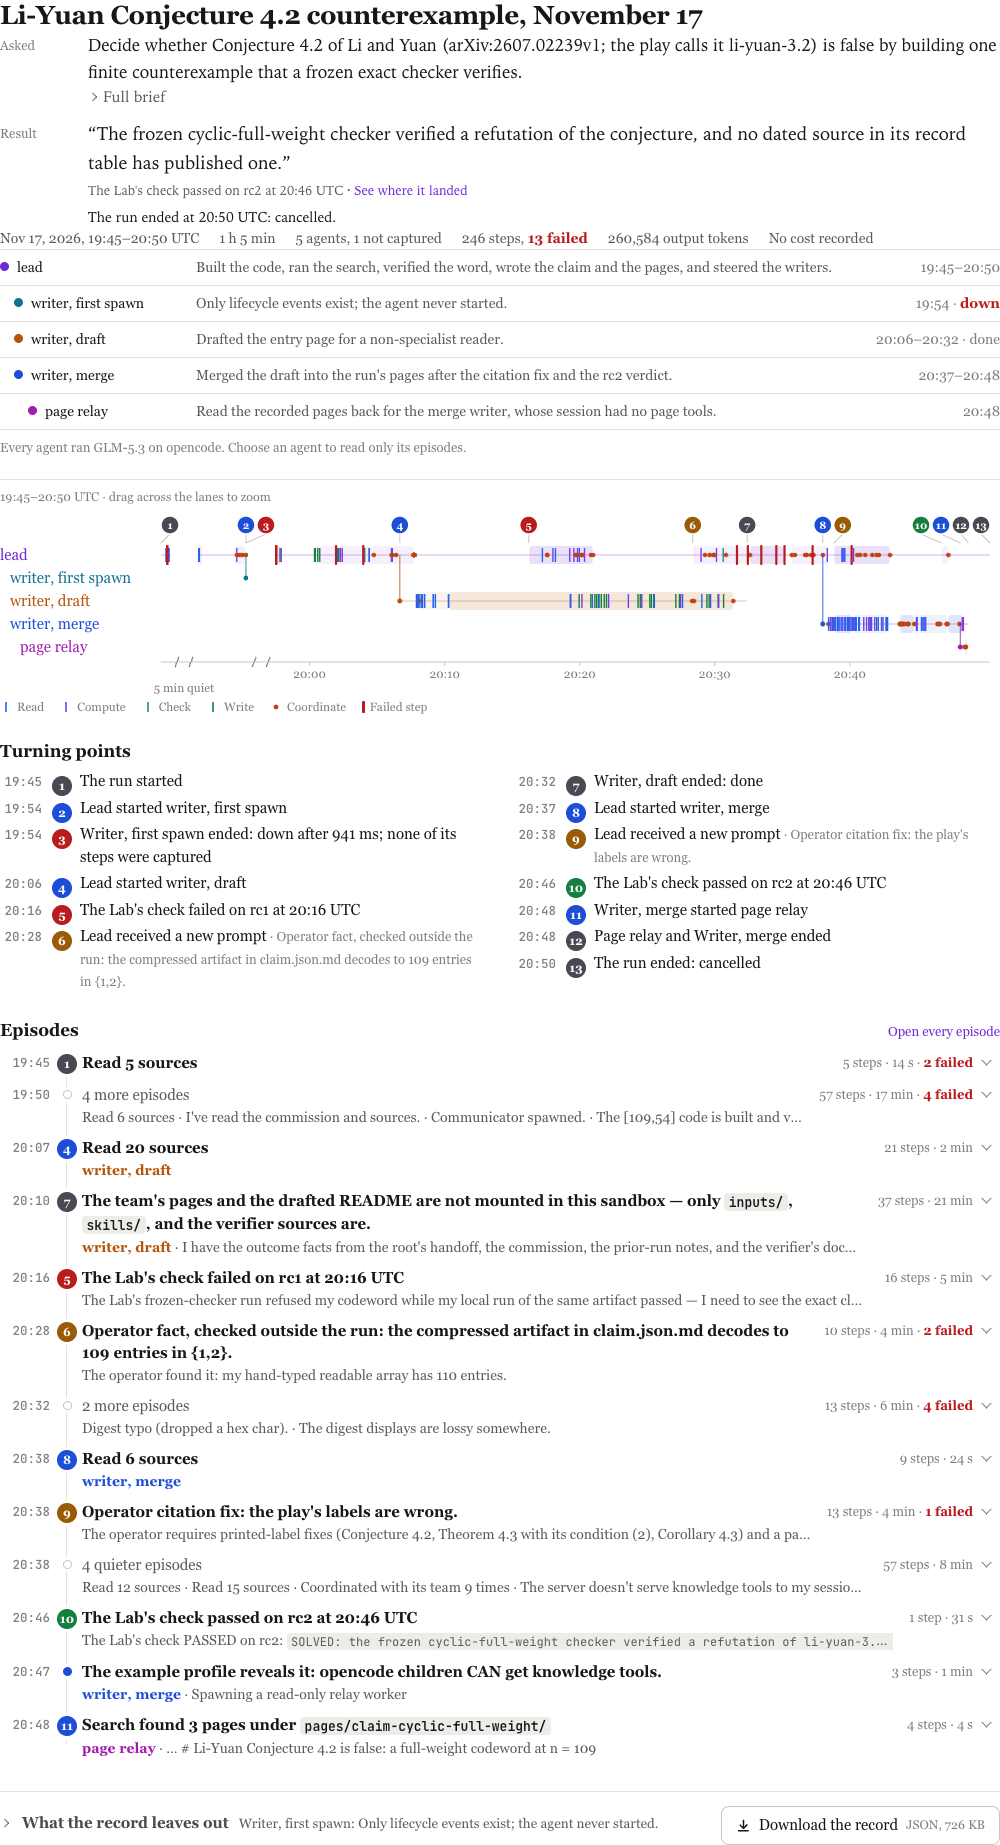 Li-Yuan Conjecture 4.2 counterexample, November 17
Asked
Decide whether Conjecture 4.2 of Li and Yuan (arXiv:2607.02239v1; the play calls it li-yuan-3.2) is false by building one
finite counterexample that a frozen exact checker verifies.
Full brief
Result
“The frozen cyclic-full-weight checker verified a refutation of the conjecture, and no dated source in its record
table has published one.”
The Lab's check passed on rc2 at 20:46 UTC · See where it landed
The run ended at 20:50 UTC: cancelled.
Nov 17, 2026, 19:45–20:50 UTC 1 h 5 min 5 agents, 1 not captured 246 steps, 13 failed 260,584 output tokens No cost recorded
lead Built the code, ran the search, verified the word, wrote the claim and the pages, and steered the writers. 19:45–20:50
writer, first spawn Only lifecycle events exist; the agent never started. 19:54 · down
writer, draft Drafted the entry page for a non-specialist reader. 20:06–20:32 · done
writer, merge Merged the draft into the run's pages after the citation fix and the rc2 verdict. 20:37–20:48
page relay Read the recorded pages back for the merge writer, whose session had no page tools. 20:48
Every agent ran GLM-5.3 on opencode. Choose an agent to read only its episodes.
19:45–20:50 UTC · drag across the lanes to zoom
1 2 3 4 5 6 7 8 9 10 11 12 13
lead
writer, first spawn
writer, draft
writer, merge
page relay
20:00 20:10 20:20 20:30 20:40
5 min quiet
Read Compute Check Write Coordinate Failed step
Turning points
19:45 1 The run started
19:54 2 Lead started writer, first spawn
19:54 3 Writer, first spawn ended: down after 941 ms; none of its
steps were captured
20:06 4 Lead started writer, draft
20:16 5 The Lab's check failed on rc1 at 20:16 UTC
20:28 6 Lead received a new prompt · Operator fact, checked outside the
run: the compressed artifact in claim.json.md decodes to 109 entries
in {1,2}.
20:32 7 Writer, draft ended: done
20:37 8 Lead started writer, merge
20:38 9 Lead received a new prompt · Operator citation fix: the play's
labels are wrong.
20:46 10 The Lab's check passed on rc2 at 20:46 UTC
20:48 11 Writer, merge started page relay
20:48 12 Page relay and Writer, merge ended
20:50 13 The run ended: cancelled
Episodes Open every episode
19:45 1 Read 5 sources 5 steps · 14 s · 2 failed
19:50 4 more episodes 57 steps · 17 min · 4 failed
Read 6 sources · I've read the commission and sources. · Communicator spawned. · The [109,54] code is built and v...
20:07 4 Read 20 sources 21 steps · 2 min
writer, draft
20:10 7 The team's pages and the drafted README are not mounted in this sandbox — only inputs/, 37 steps · 21 min
skills/, and the verifier sources are.
writer, draft · I have the outcome facts from the root's handoff, the commission, the prior-run notes, and the verifier's doc...
20:16 5 The Lab's check failed on rc1 at 20:16 UTC 16 steps · 5 min
The Lab's frozen-checker run refused my codeword while my local run of the same artifact passed — I need to see the exact cl...
20:28 6 Operator fact, checked outside the run: the compressed artifact in claim.json.md decodes to 10 steps · 4 min · 2 failed
109 entries in {1,2}.
The operator found it: my hand-typed readable array has 110 entries.
20:32 2 more episodes 13 steps · 6 min · 4 failed
Digest typo (dropped a hex char). · The digest displays are lossy somewhere.
20:38 8 Read 6 sources 9 steps · 24 s
writer, merge
20:38 9 Operator citation fix: the play's labels are wrong. 13 steps · 4 min · 1 failed
The operator requires printed-label fixes (Conjecture 4.2, Theorem 4.3 with its condition (2), Corollary 4.3) and a pa...
20:38 4 quieter episodes 57 steps · 8 min
Read 12 sources · Read 15 sources · Coordinated with its team 9 times · The server doesn't serve knowledge tools to my sessio...
20:46 10 The Lab's check passed on rc2 at 20:46 UTC 1 step · 31 s
The Lab's check PASSED on rc2: SOLVED: the frozen cyclic-full-weight checker verified a refutation of li-yuan-3...
20:47 The example profile reveals it: opencode children CAN get knowledge tools. 3 steps · 1 min
writer, merge · Spawning a read-only relay worker
20:48 11 Search found 3 pages under pages/claim-cyclic-full-weight/ 4 steps · 4 s
page relay · ... # Li-Yuan Conjecture 4.2 is false: a full-weight codeword at n = 109
What the record leaves out Writer, first spawn: Only lifecycle events exist; the agent never started.
Download the record JSON, 726 KB